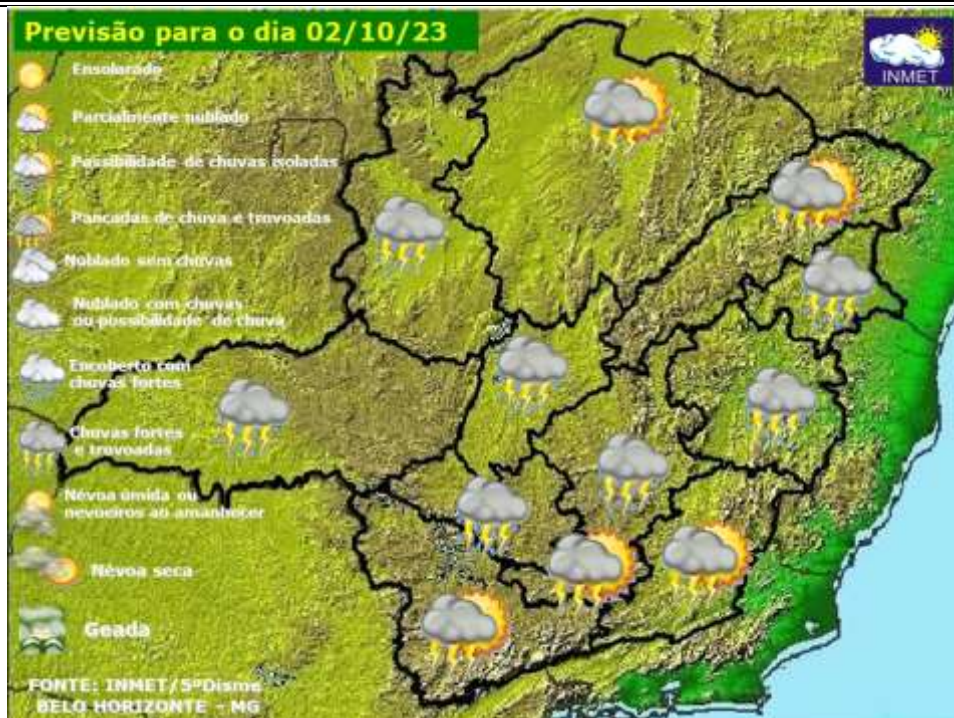 Previsão para o dia 02/10/23
INMET
Ensolarado
Parcialmente nublado
Possibilidade de chuvas isoladas
Pancadas de chuva e trovoadas
Nublado sem chuvas
Nublado com chuvas
ou possibilidade de chuva
Encoberto com
chuvas fortes
Chuvas fortes
e trovoadas
Névoa úmida ou
nevoeiros ao amanhecer
Névoa seca
Geada
FONTE: INMET/5ºDisme
BELO HORIZONTE - MG